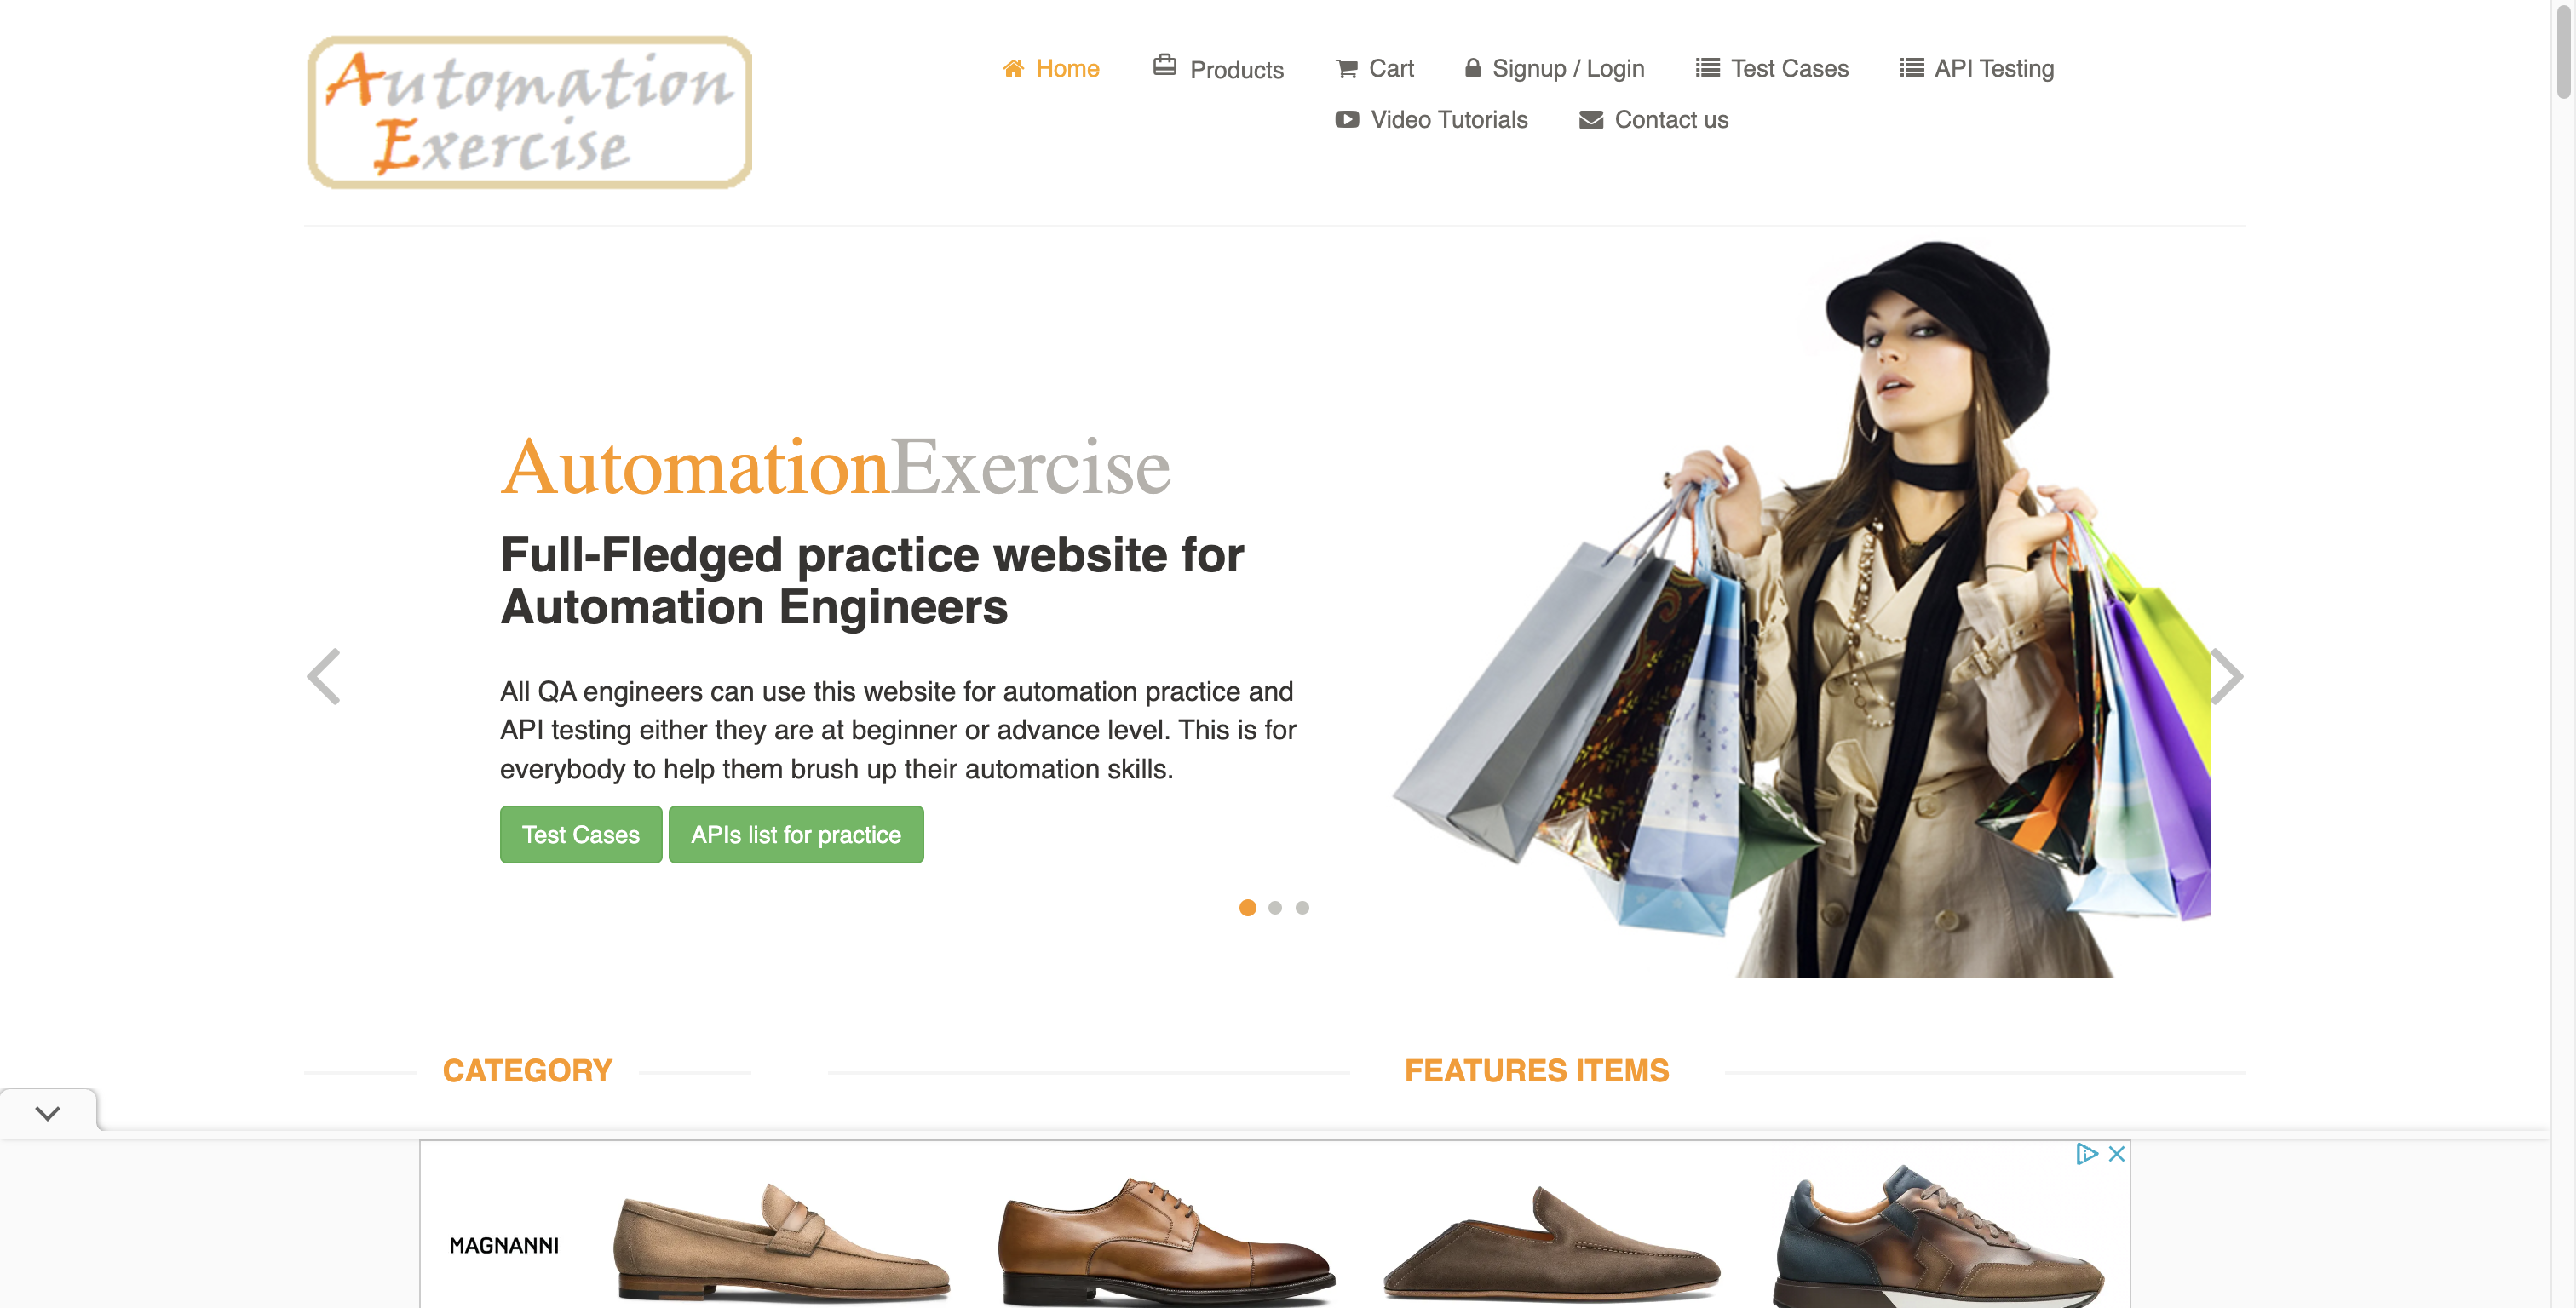 Automation
Exercise
Home
Products
Cart
Signup / Login
Test Cases
API Testing
Video Tutorials
Contact us
AutomationExercise
Full-Fledged practice website for
Automation Engineers
All QA engineers can use this website for automation practice and
API testing either they are at beginner or advance level. This is for
everybody to help them brush up their automation skills.
Test Cases
APIs list for practice
CATEGORY
FEATURES ITEMS
MAGNANNI